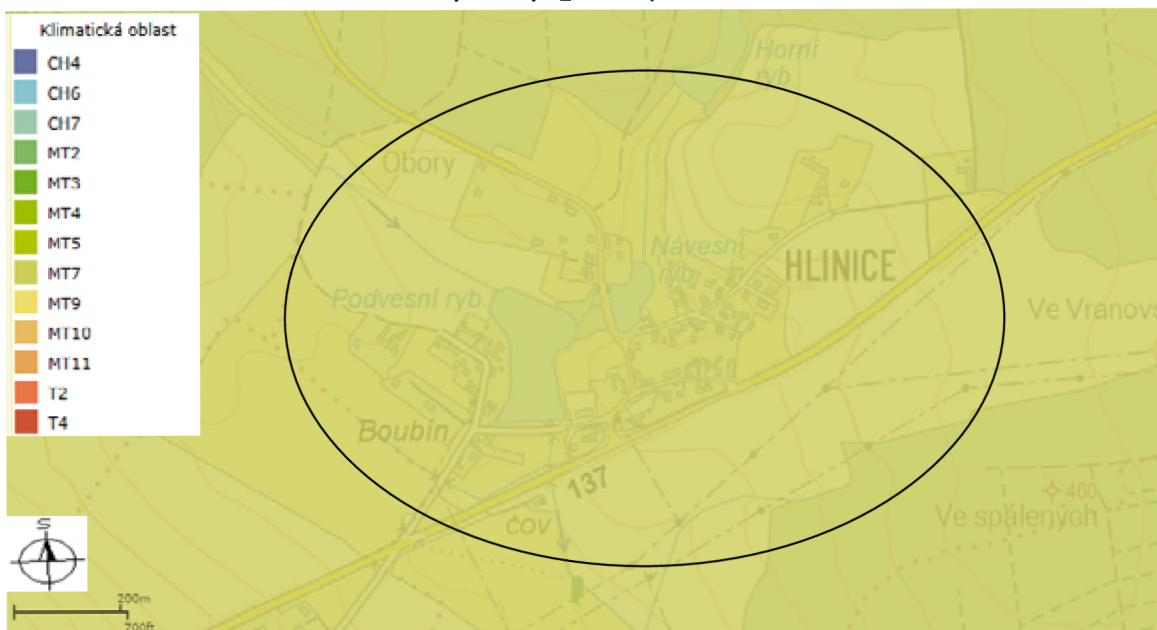 Klimatická oblast
CH4
CH6
CH7
MT2
MT3
MT4
MT5
MT7
MT9
MT10
MT11
T2
T4
Horní
ryb.
Obory
Návesní
ryb.
HLINICE
Podvesní ryb.
Ve Vranovs
Boubín
137
460
ČOV
Ve spálených
S
200m
700ft